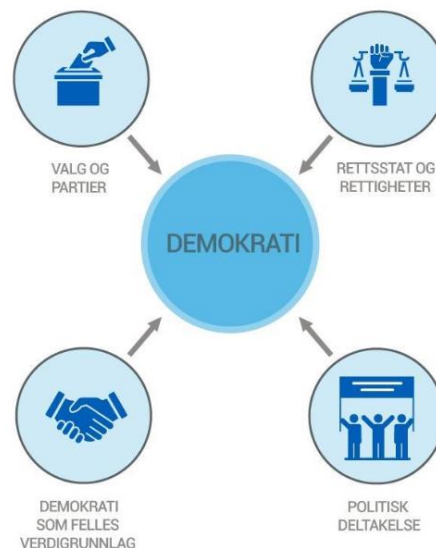 VALG OG
PARTIER
RETTSSTAT OG
RETTIGHETER
DEMOKRATI
DEMOKRATI
SOM FELLES
VERDIGRUNNLAG
POLITISK
DELTAKELSE